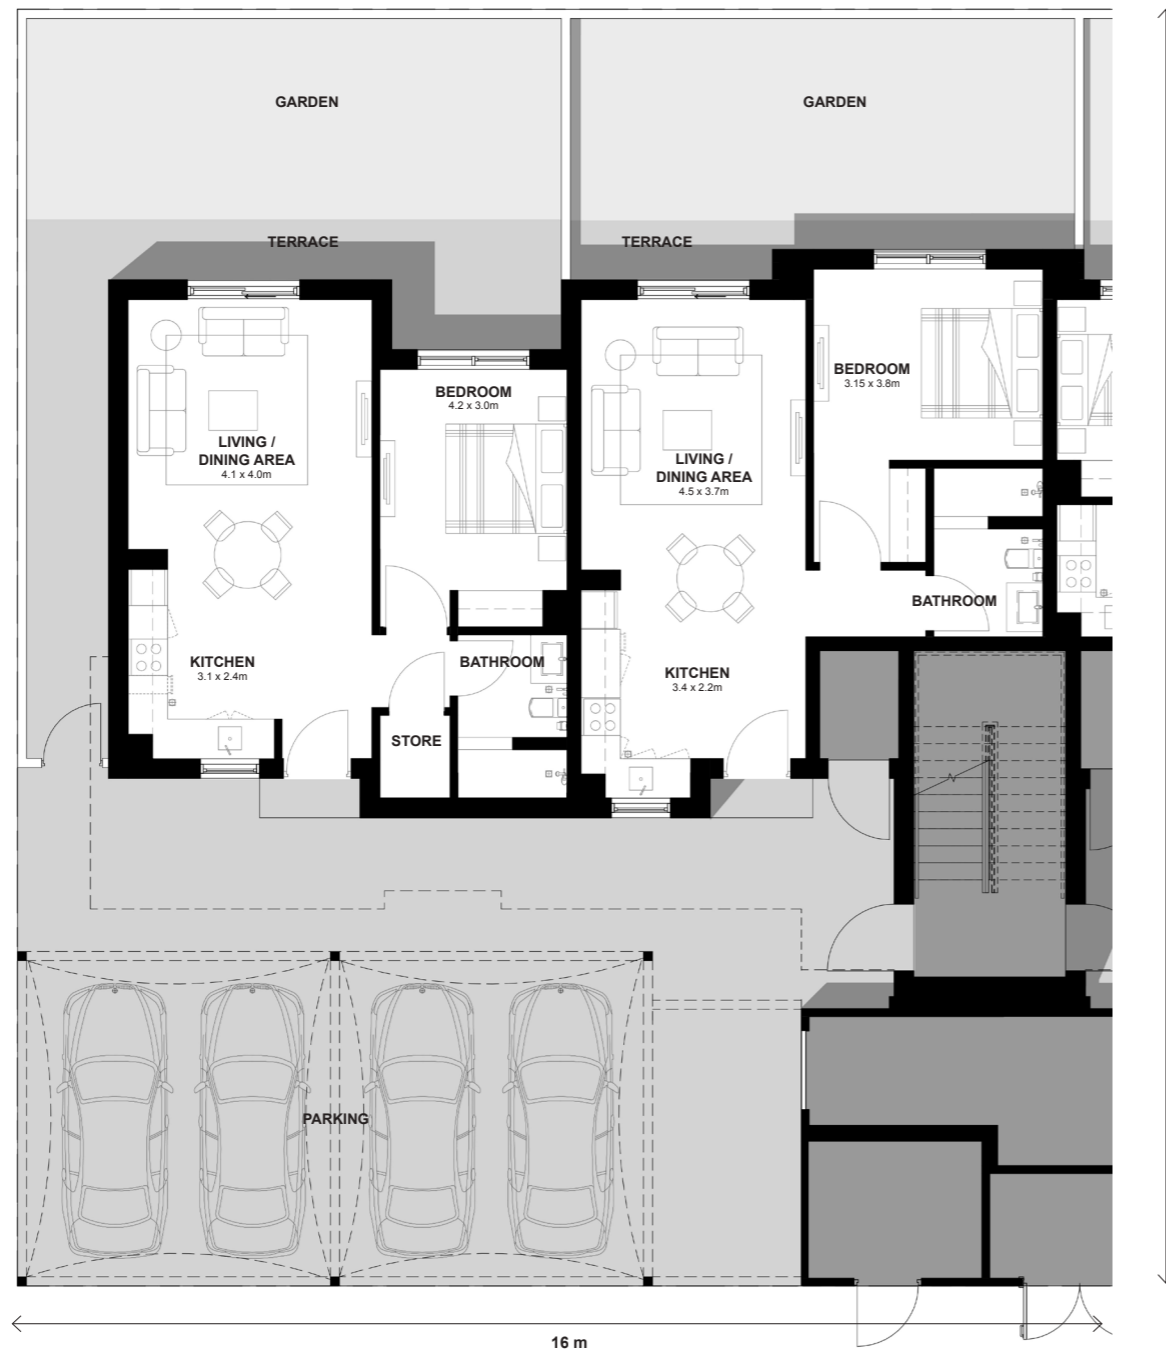 GARDEN
GARDEN
TERRACE
TERRACE
BEDROOM
3.15 x 3.8m
BEDROOM
4.2 x 3.0m
LIVING /
DINING AREA
4.1 x 4.0m
LIVING /
DINING AREA
4.5 x 3.7m
BATHROOM
KITCHEN
3.1 x 2.4m
BATHROOM
KITCHEN
3.4 x 2.2m
STORE
PARKING
16 m